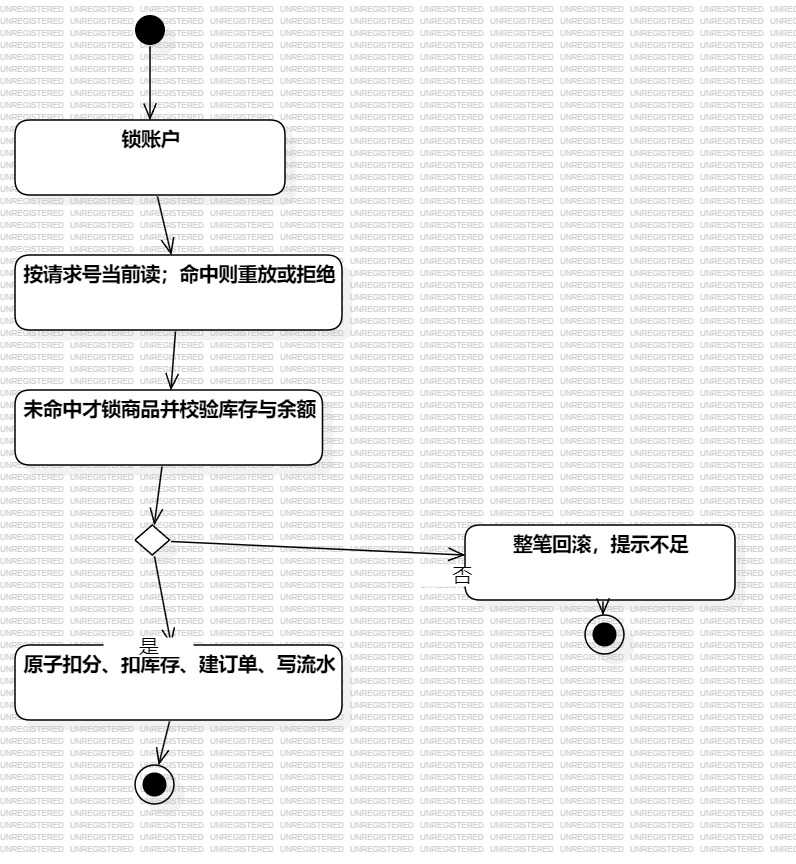 锁账户
按请求号当前读；命中则重放或拒绝
未命中才锁商品并校验库存与余额
整笔回滚，提示不足
否
是
原子扣分、扣库存、建订单、写流水
UNREGISTERED